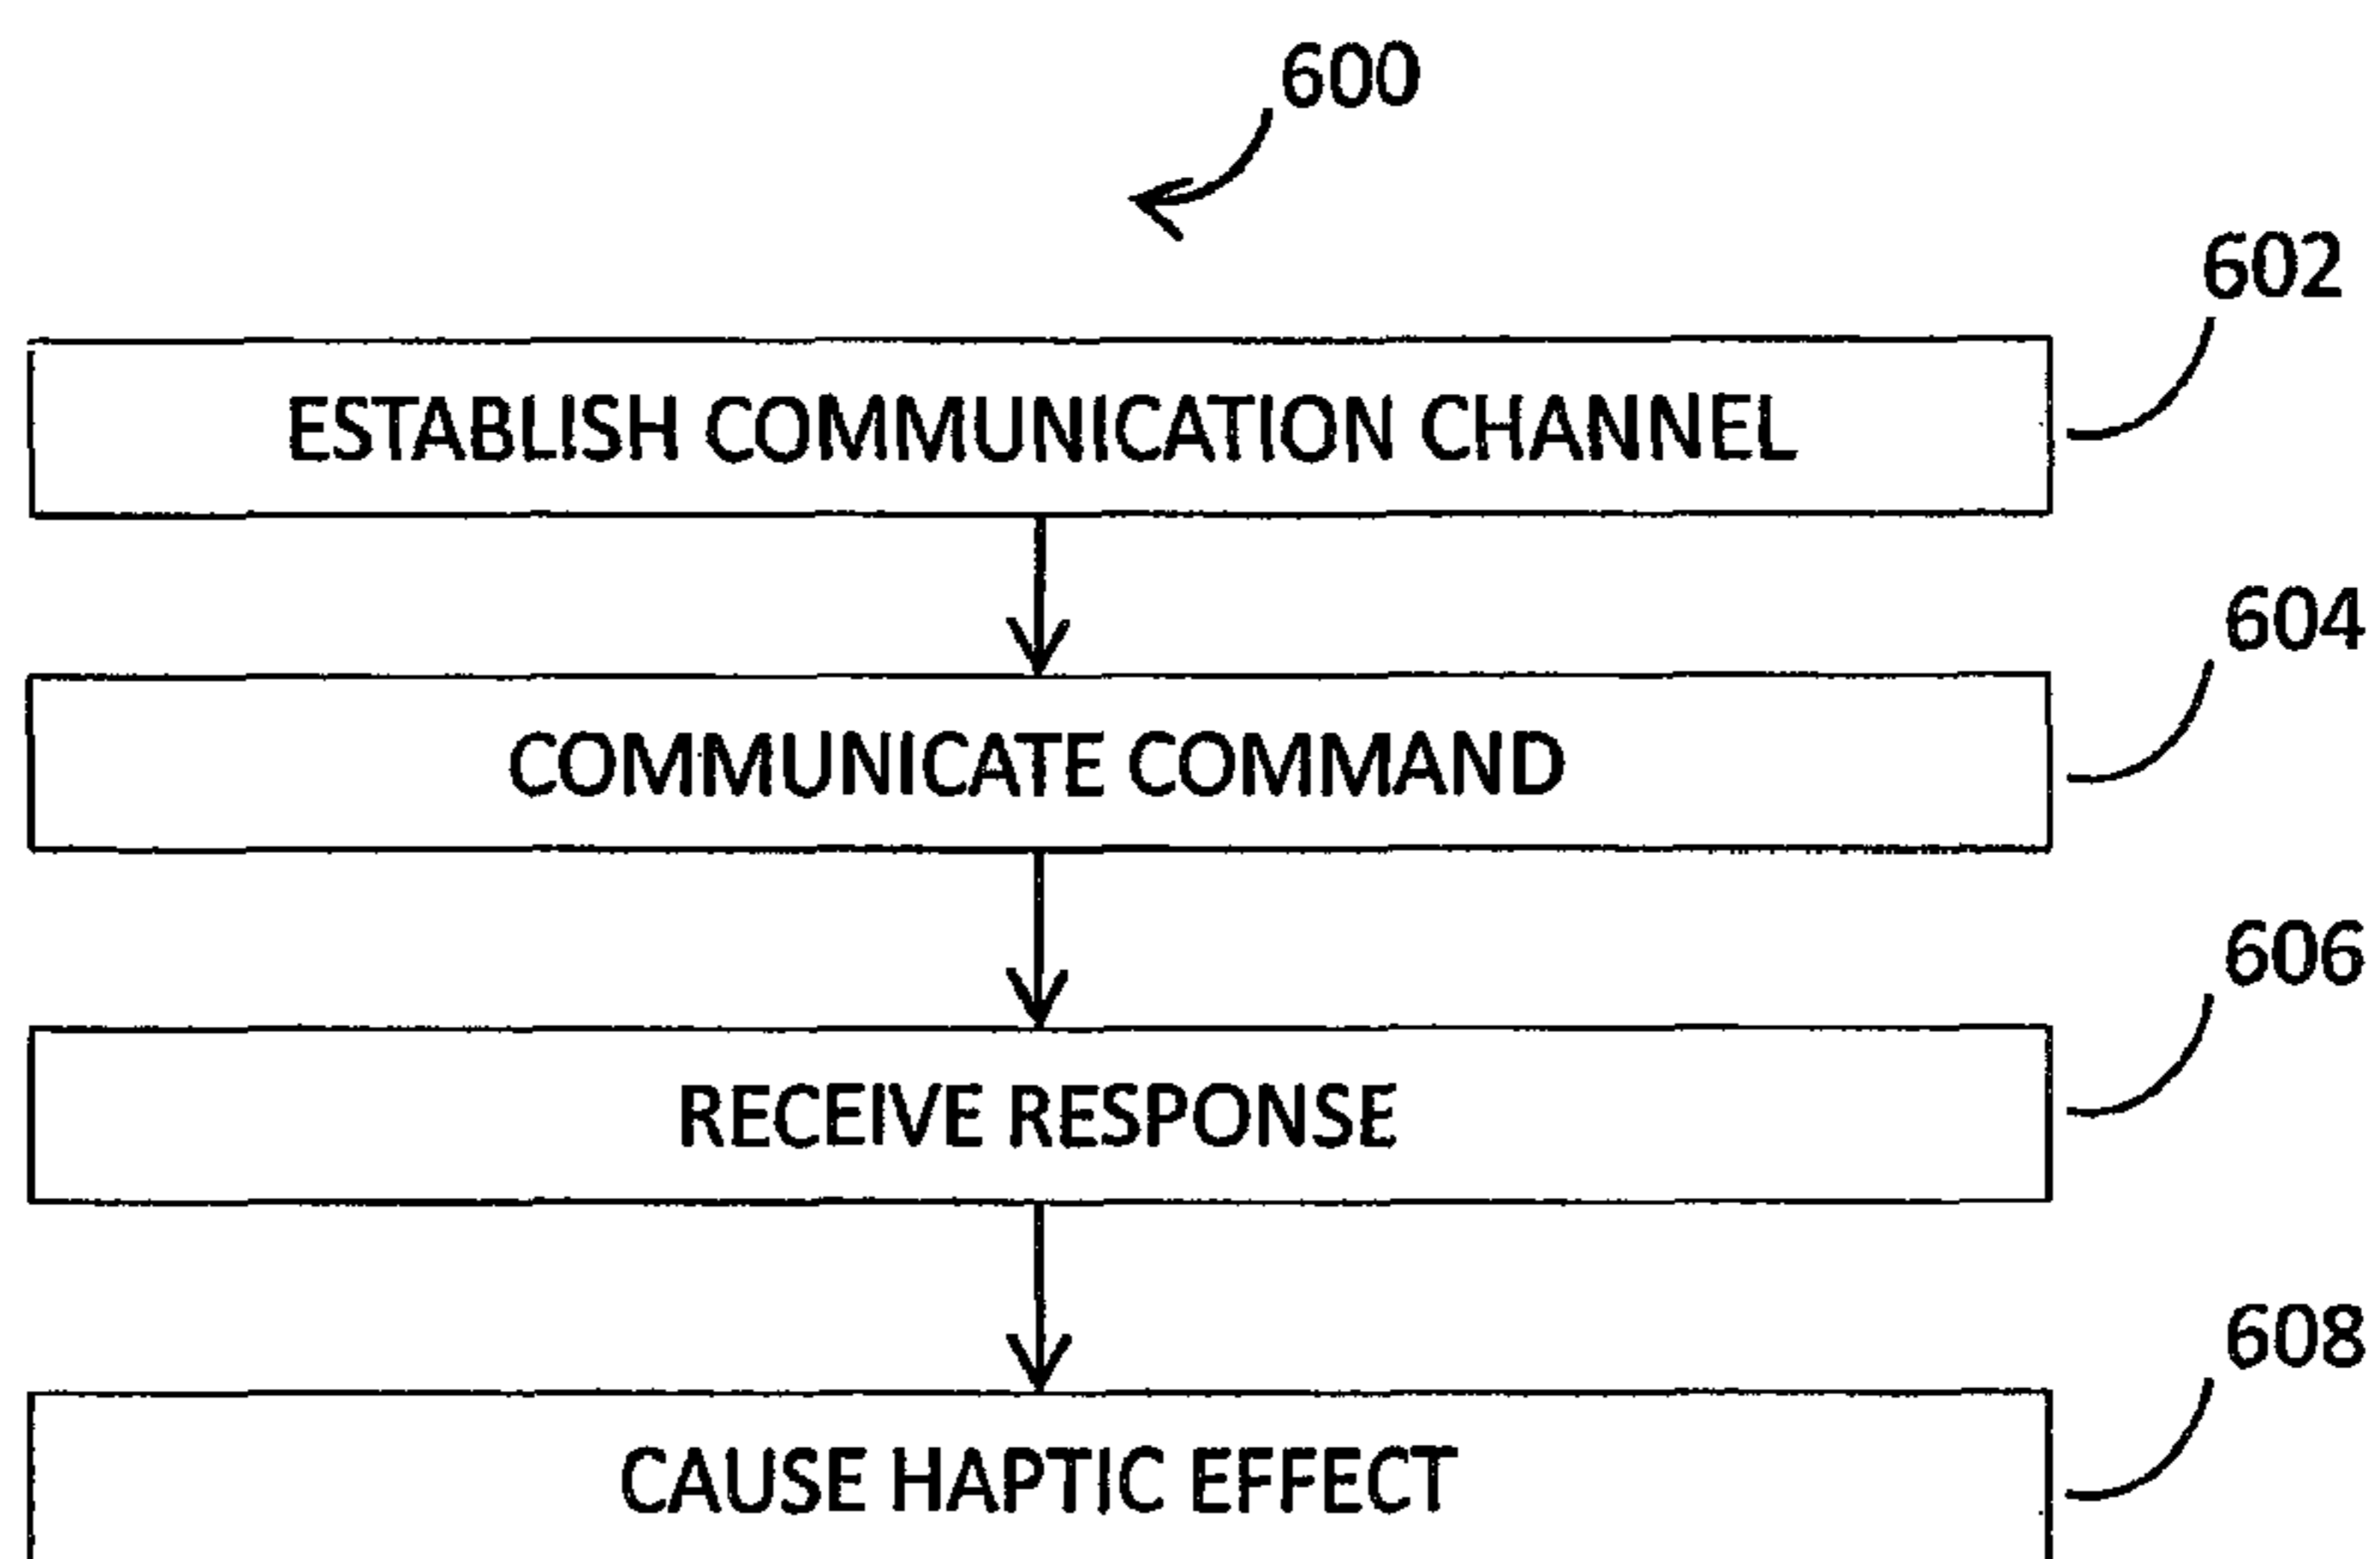 600
602
ESTABLISH COMMUNICATION CHANNEL
604
COMMUNICATE COMMAND
606
RECEIVE RESPONSE
608
CAUSE HAPTIC EFFECT